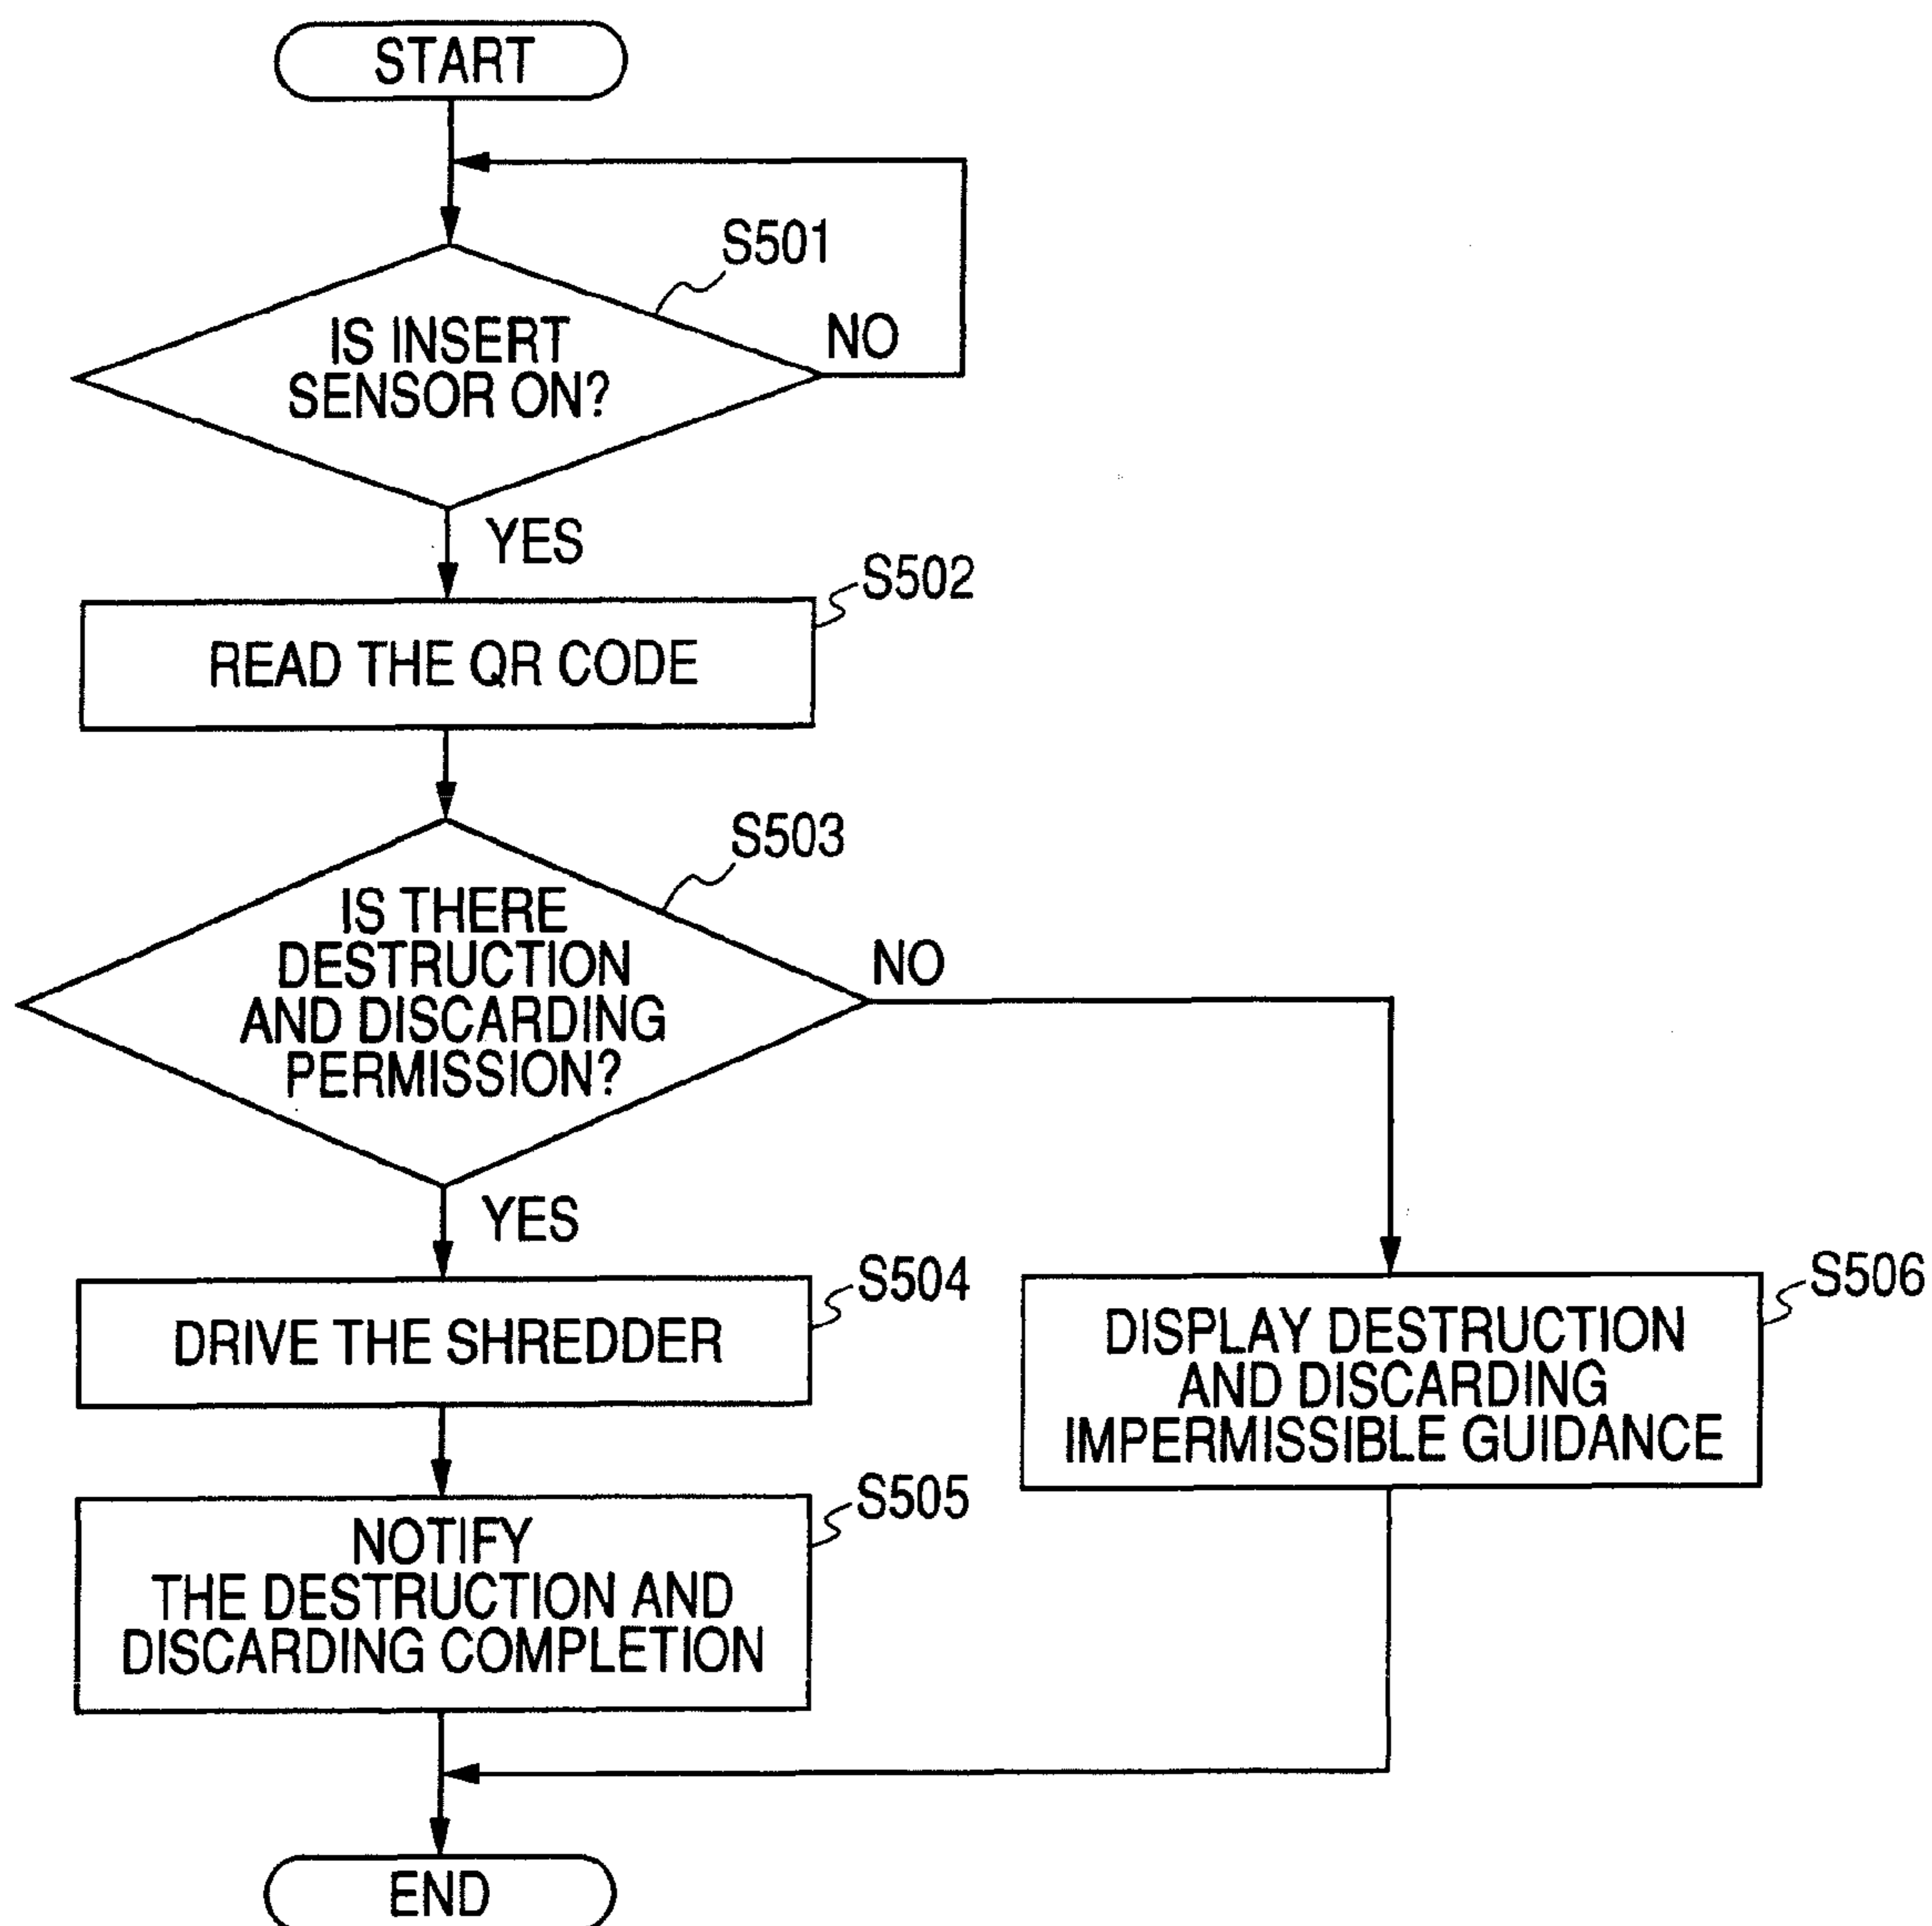 START
S501
IS INSERT
SENSOR ON?
NO
YES
S502
READ THE QR CODE
S503
IS THERE
DESTRUCTION
AND DISCARDING
PERMISSION?
NO
YES
S504
DRIVE THE SHREDDER
S506
DISPLAY DESTRUCTION
AND DISCARDING
IMPERMISSIBLE GUIDANCE
S505
NOTIFY
THE DESTRUCTION AND
DISCARDING COMPLETION
END